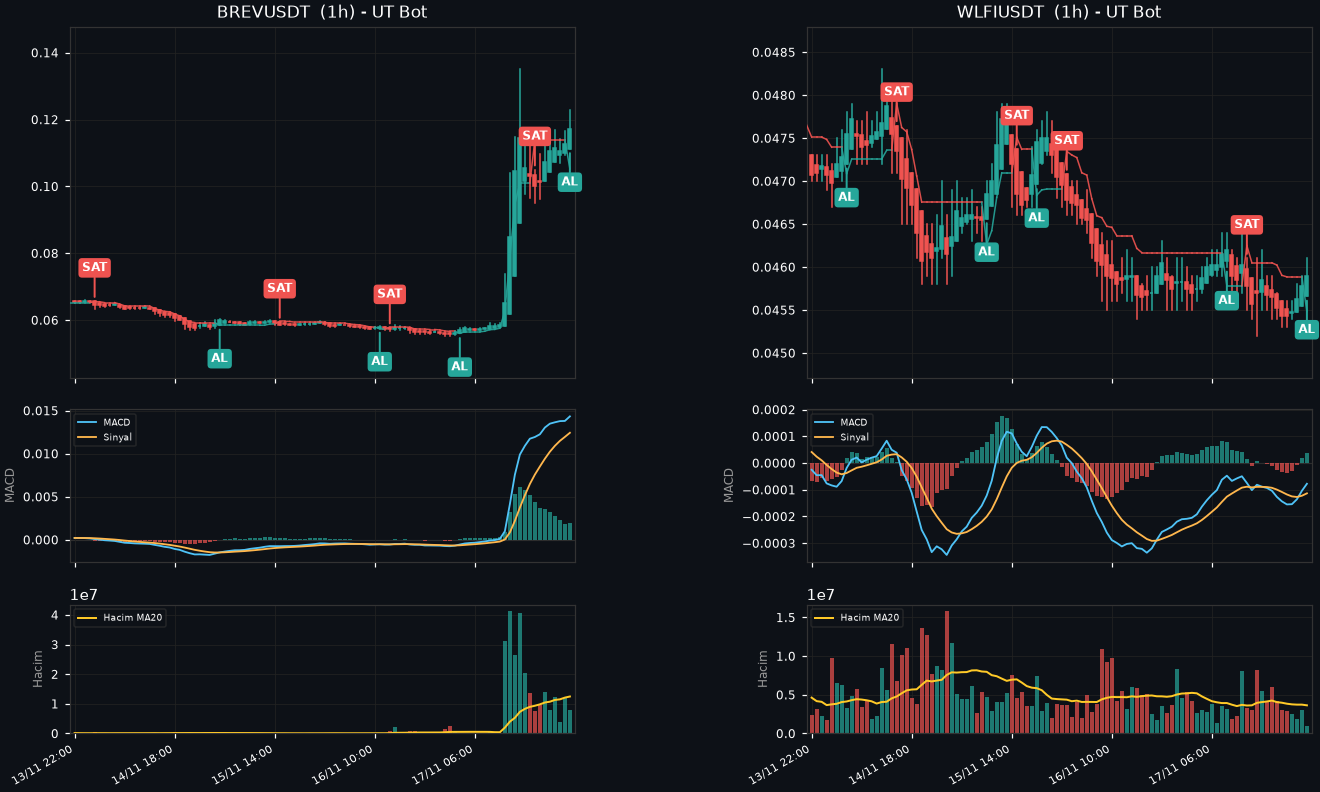 BREVUSDT (1h) - UT Bot
0.14
0.12
0.10
0.08
0.06
SAT
AL
SAT
AL
SAT
AL
SAT
AL
0.015
0.010
0.005
0.000
MACD
MACD
Sinyal
1e7
4
3
2
1
0
Hacim
Hacim MA20
13/11 22:00
14/11 18:00
15/11 14:00
16/11 10:00
17/11 06:00
WLFIUSDT (1h) - UT Bot
0.0485
0.0480
0.0475
0.0470
0.0465
0.0460
0.0455
0.0450
AL
SAT
AL
SAT
AL
SAT
AL
SAT
AL
0.0002
0.0001
0.0000
−0.0001
−0.0002
−0.0003
MACD
MACD
Sinyal
1e7
1.5
1.0
0.5
0.0
Hacim
Hacim MA20
13/11 22:00
14/11 18:00
15/11 14:00
16/11 10:00
17/11 06:00